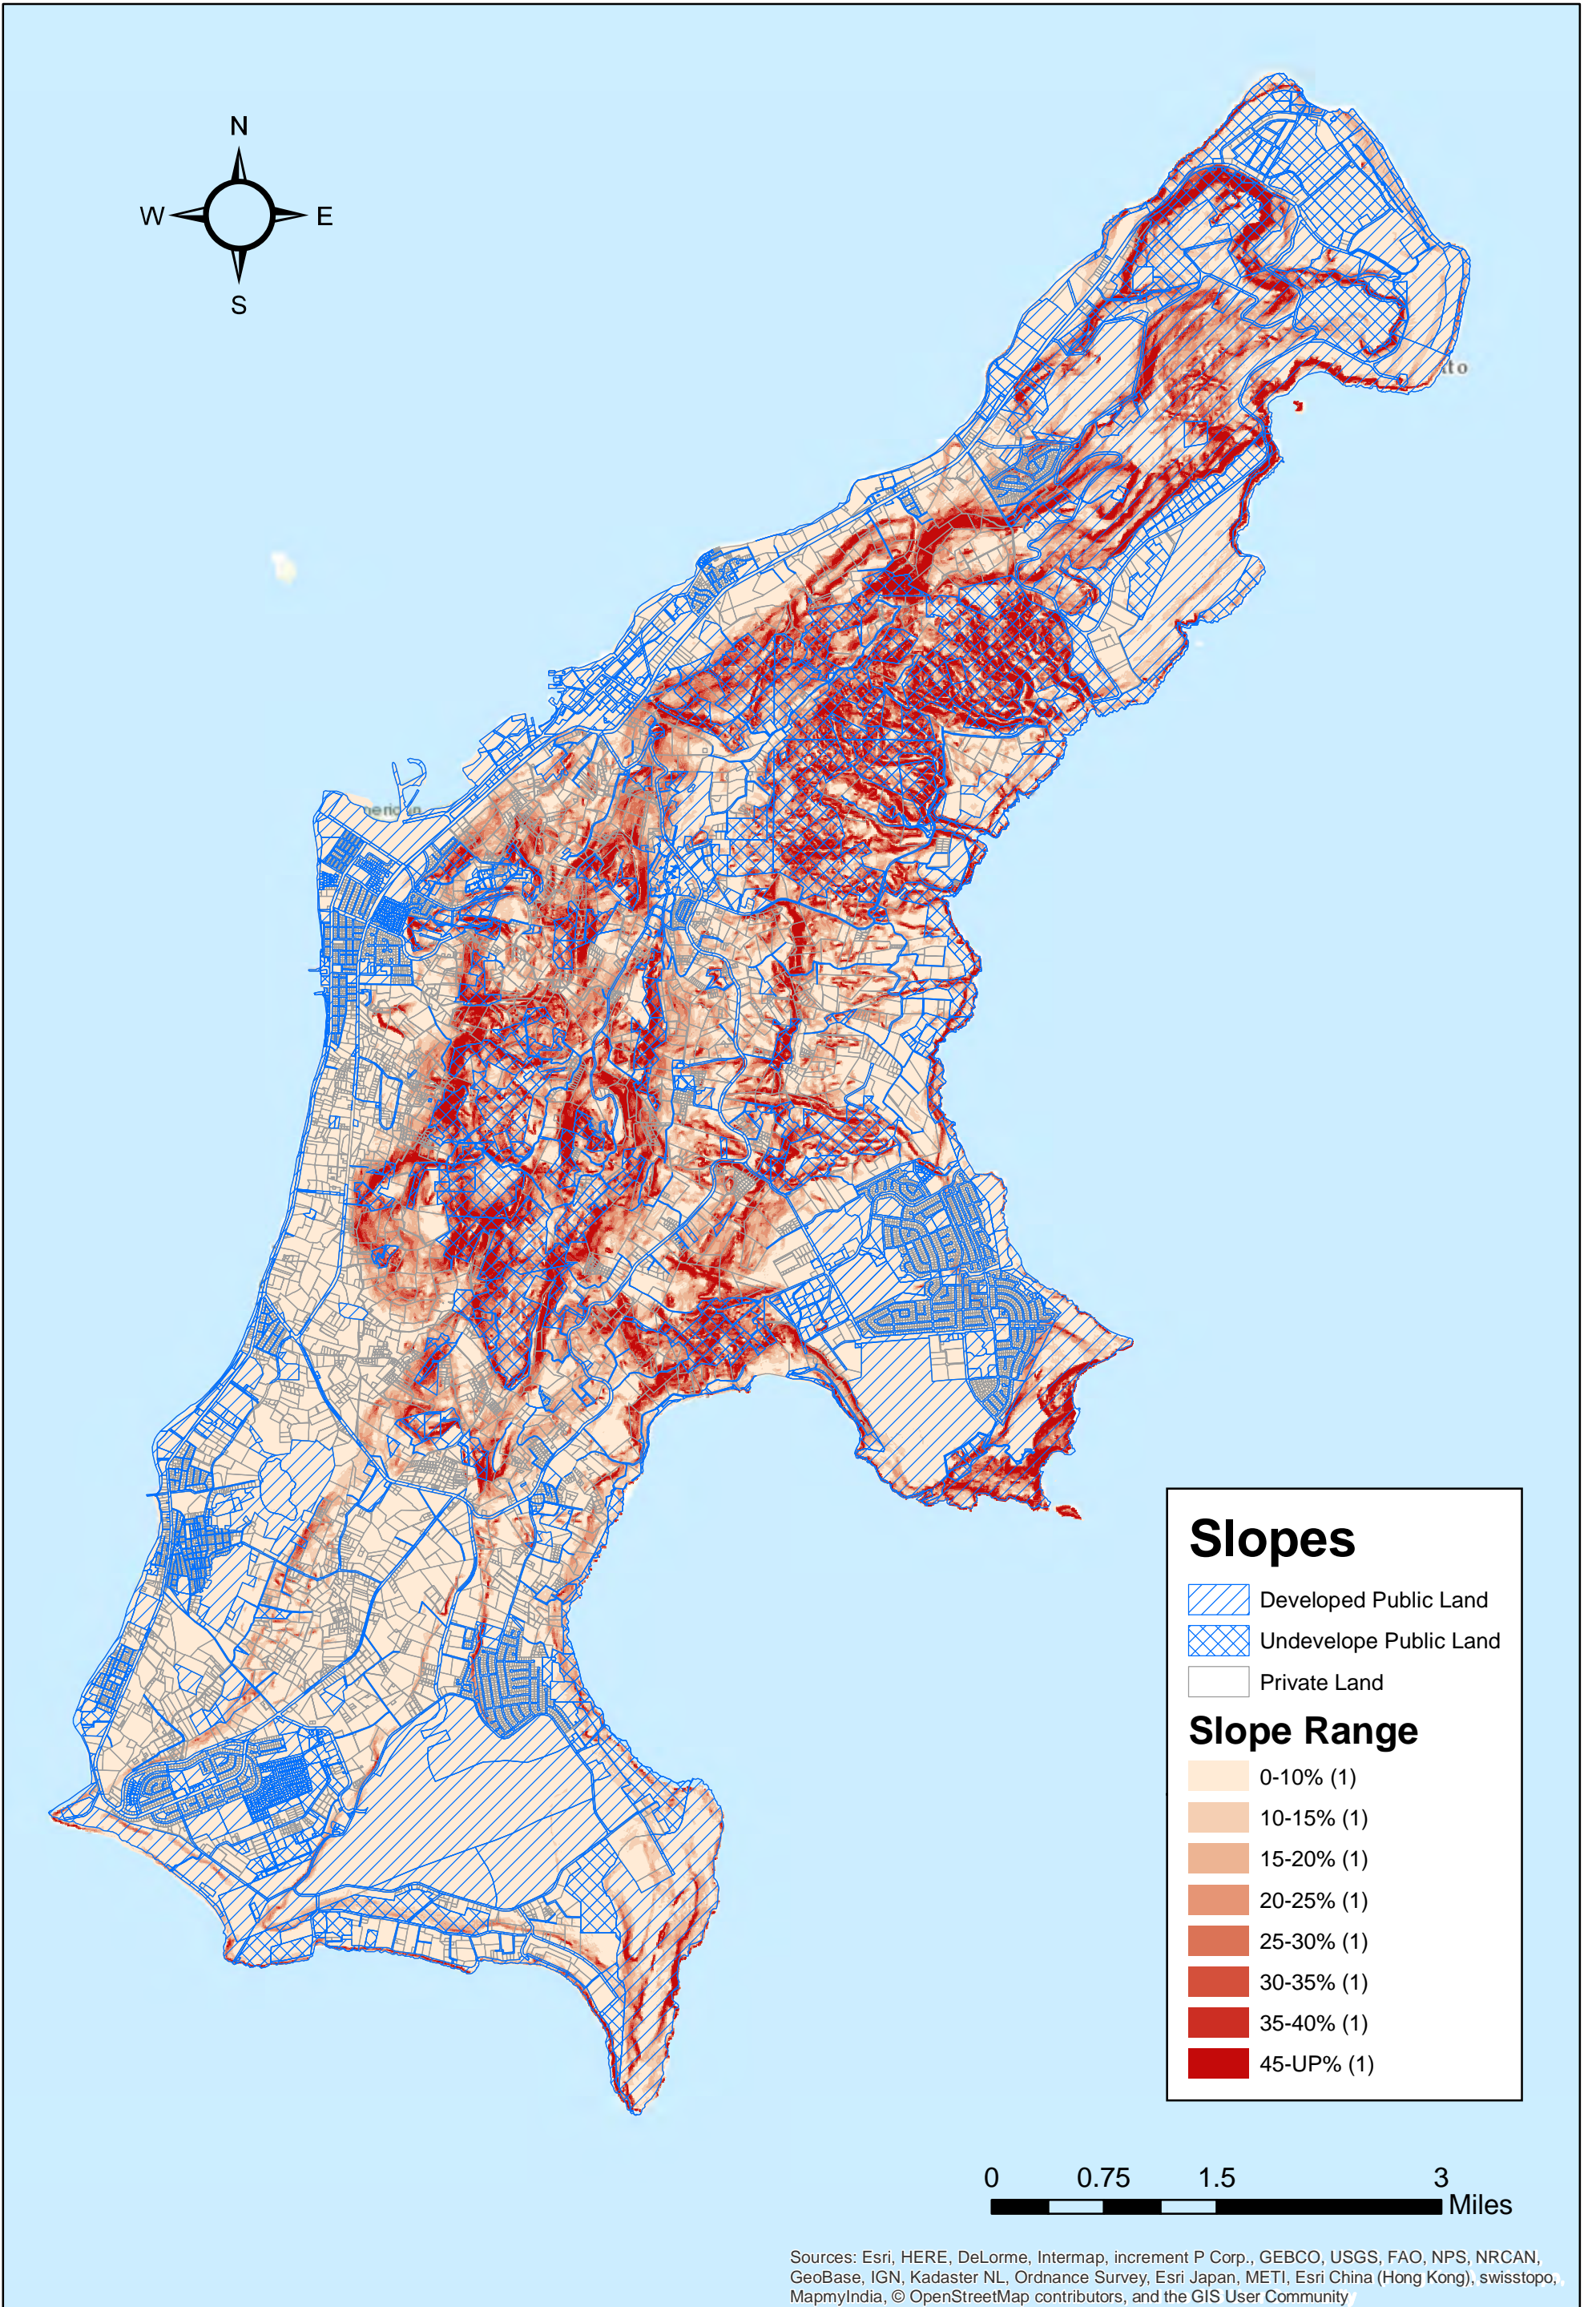 N
W
E
S
Slopes
Developed Public Land
Undevelope Public Land
Private Land
Slope Range
0-10% (1)
10-15% (1)
15-20% (1)
20-25% (1)
25-30% (1)
30-35% (1)
35-40% (1)
45-UP% (1)
0 0.75 1.5 3
Miles
Sources: Esri, HERE, DeLorme, Intermap, increment P Corp., GEBCO, USGS, FAO, NPS, NRCAN,
GeoBase, IGN, Kadaster NL, Ordnance Survey, Esri Japan, METI, Esri China (Hong Kong), swisstopo,
MapmyIndia, © OpenStreetMap contributors, and the GIS User Community